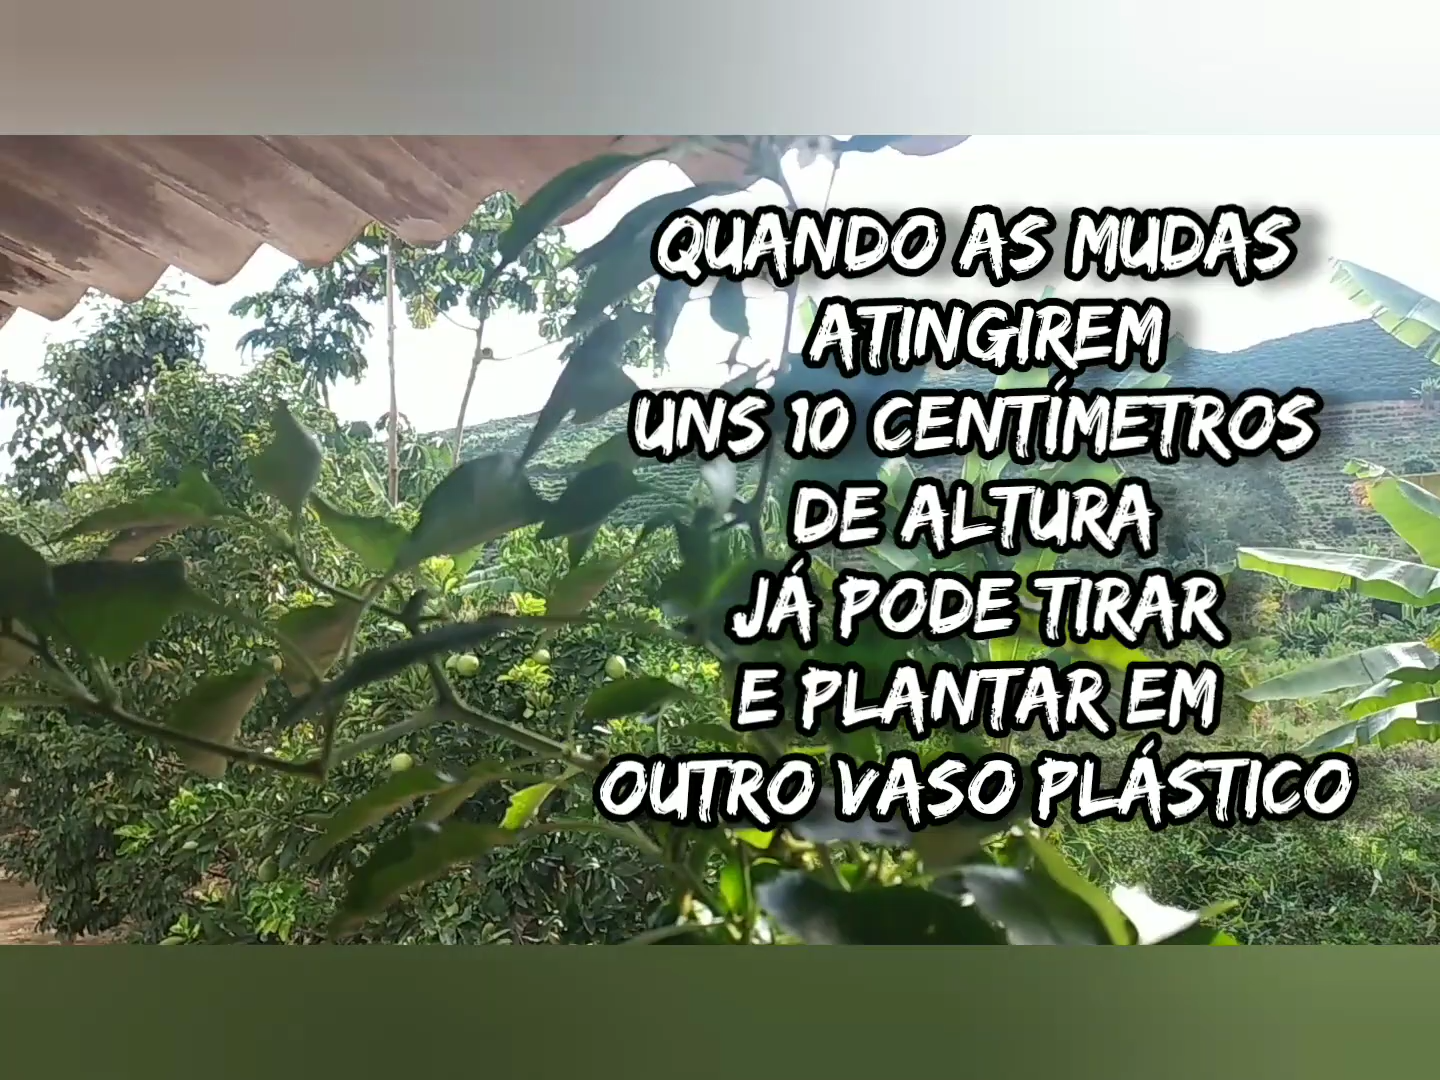 QUANDO AS MUDAS
ATINGIREM
UNS 10 CENTÍMETROS
DE ALTURA
JÁ PODE TIRAR
E PLANTAR EM
OUTRO VASO PLÁSTICO